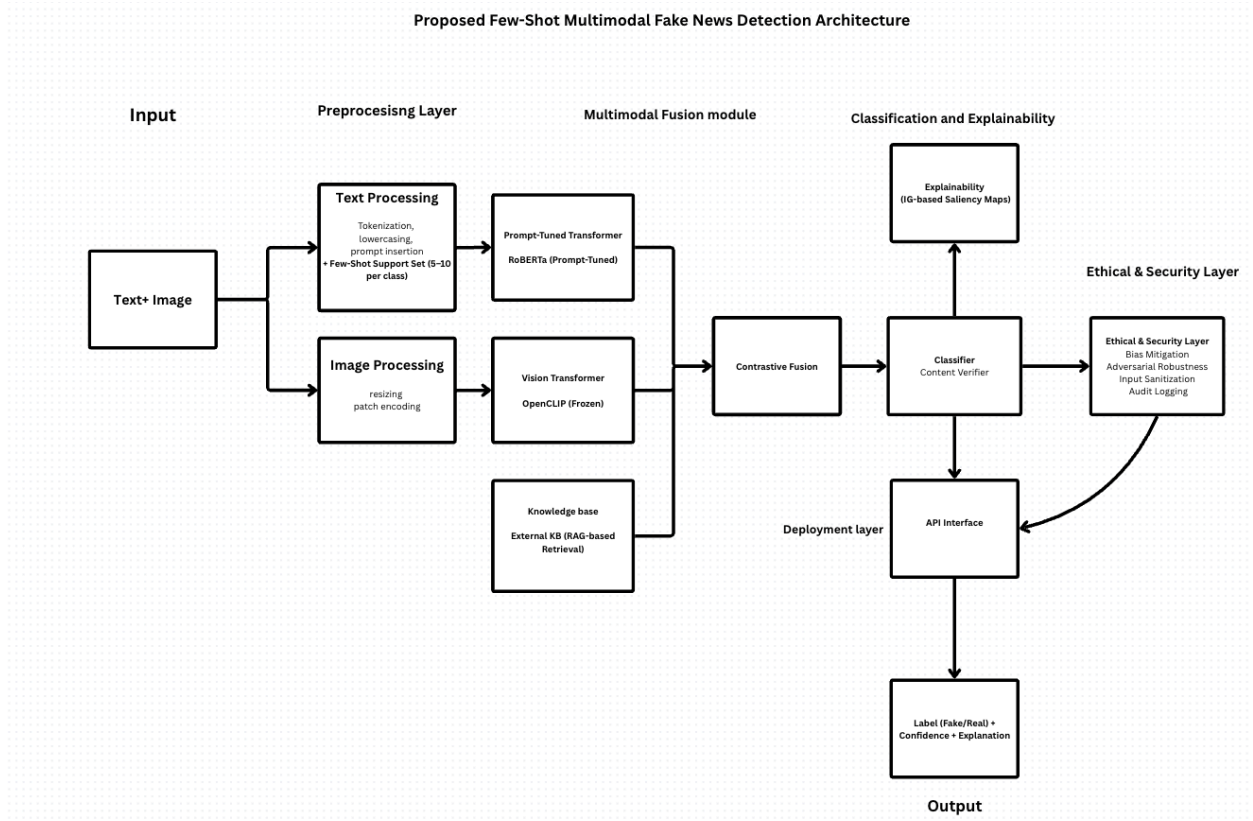 Proposed Few-Shot Multimodal Fake News Detection Architecture
Input
Preprocesisng Layer
Multimodal Fusion module
Classification and Explainability
Text+ Image
Text Processing
Tokenization,
lowercasing,
prompt insertion
+ Few-Shot Support Set (5–10
per class)
Image Processing
resizing
patch encoding
Prompt-Tuned Transformer
RoBERTa (Prompt-Tuned)
Vision Transformer
OpenCLIP (Frozen)
Knowledge base
External KB (RAG-based
Retrieval)
Contrastive Fusion
Explainability
(IG-based Saliency Maps)
Classifier
Content Verifier
Ethical & Security Layer
Ethical & Security Layer
Bias Mitigation
Adversarial Robustness
Input Sanitization
Audit Logging
Deployment layer
API Interface
Label (Fake/Real) +
Confidence + Explanation
Output